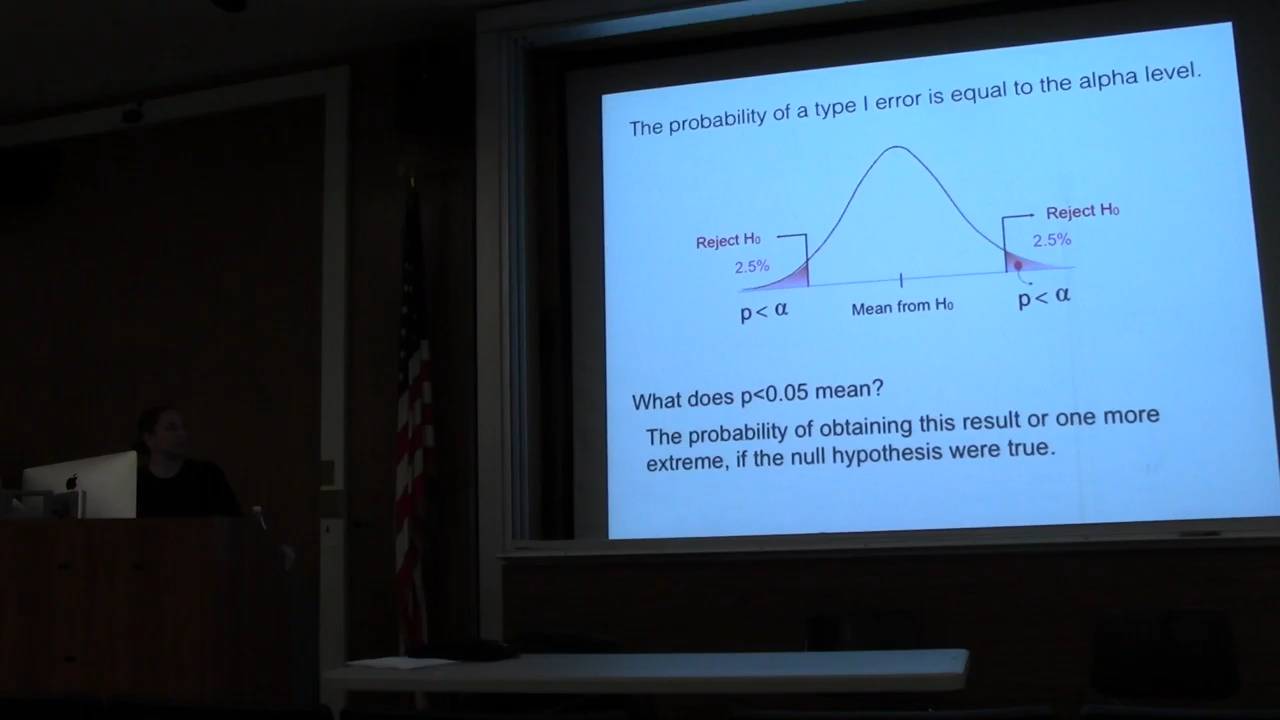 The probability of a type I error is equal to the alpha level.
Reject H₀
2.5%
p< α
Mean from H₀
Reject H₀
2.5%
p< α
What does p<0.05 mean?
The probability of obtaining this result or one more
extreme, if the null hypothesis were true.